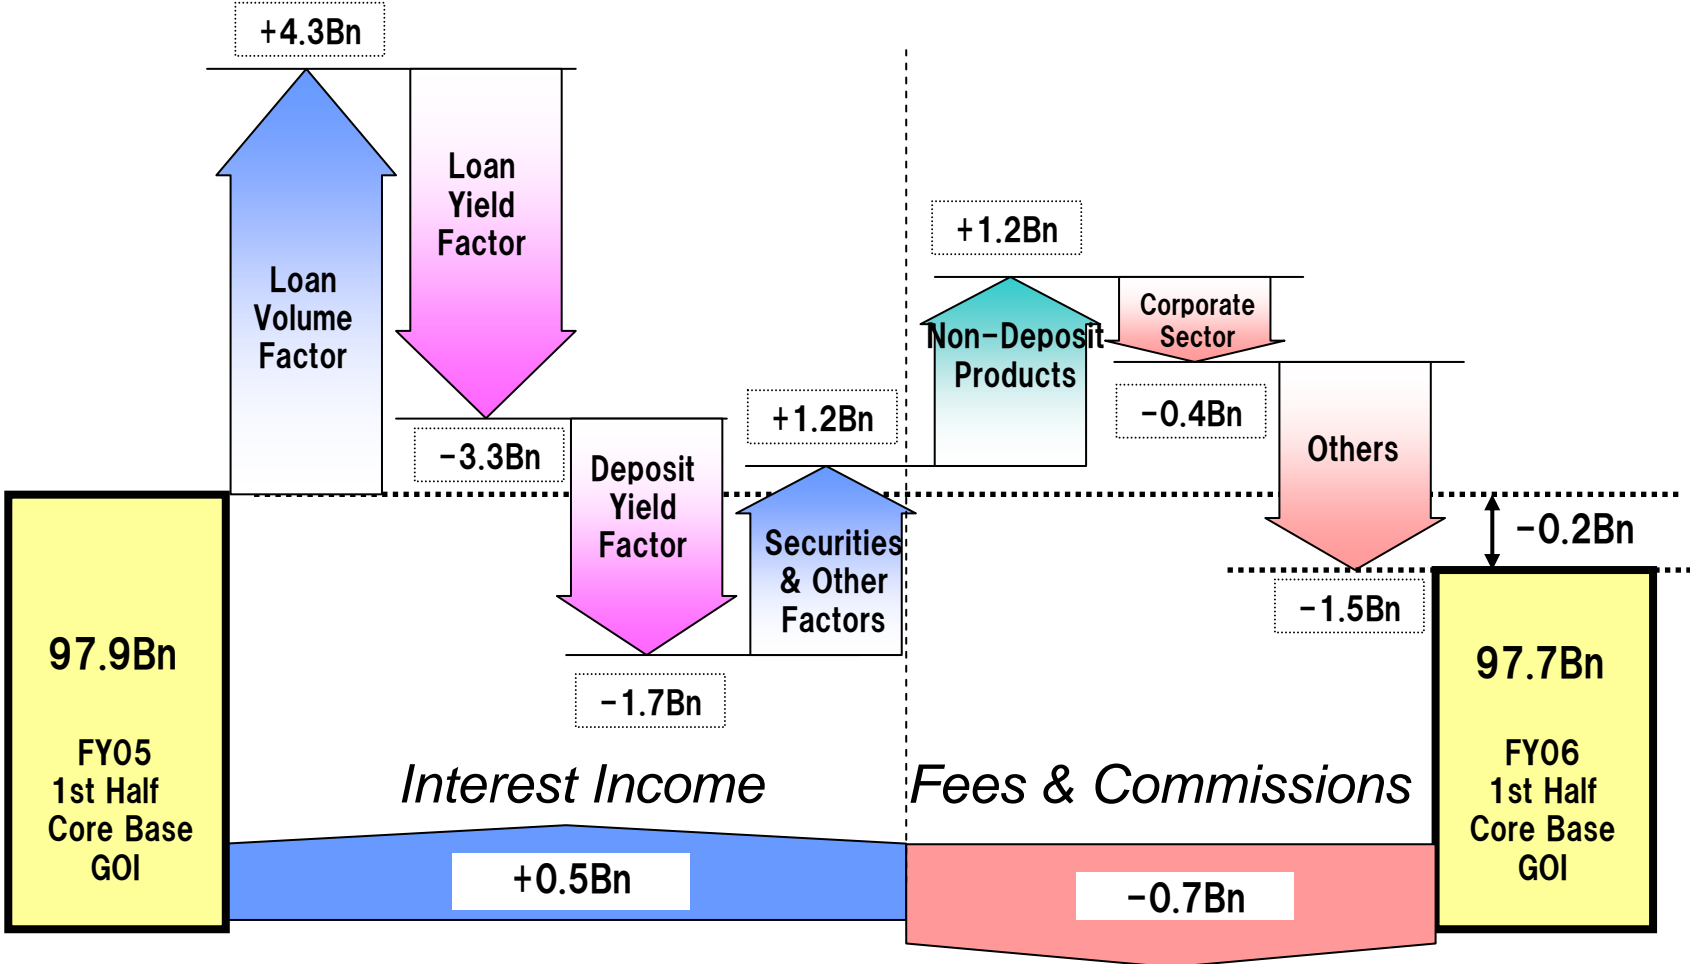 +4.3Bn
Loan
Volume
Factor
Loan
Yield
Factor
-3.3Bn
Deposit
Yield
Factor
-1.7Bn
+1.2Bn
Securities
& Other
Factors
+1.2Bn
Non-Deposit
Products
Corporate
Sector
-0.4Bn
Others
-1.5Bn
-0.2Bn
97.9Bn
FY05
1st Half
Core Base
GOI
Interest Income
+0.5Bn
Fees & Commissions
-0.7Bn
97.7Bn
FY06
1st Half
Core Base
GOI